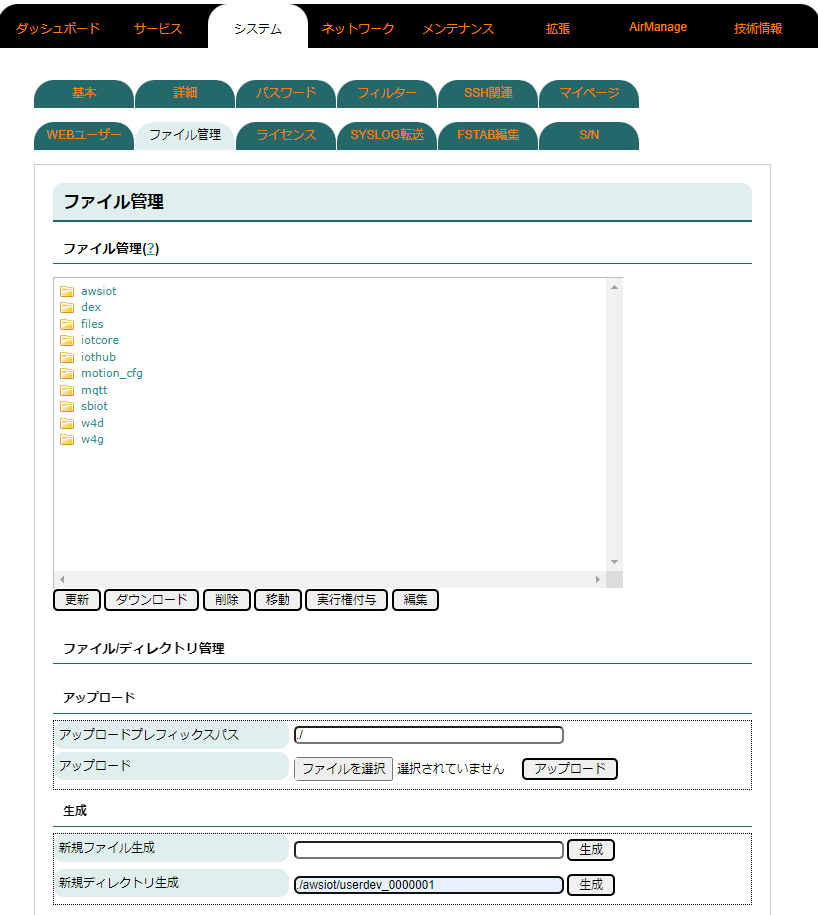 ダッシュボード サービス システム ネットワーク メンテナンス 拡張 AirManage 技術情報
基本 詳細 パスワード フィルター SSH関連 マイページ
WEBユーザー ファイル管理 ライセンス SYSLOG転送 FSTAB編集 S/N
ファイル管理
ファイル管理(?)
awsiot
dex
files
iotcore
iothub
motion_cfg
mqtt
sbiot
w4d
w4g
更新 ダウンロード 削除 移動 実行権付与 編集
ファイル/ディレクトリ管理
アップロード
アップロードプレフィックスパス ./
アップロード ファイルを選択 選択されていません アップロード
生成
新規ファイル生成 生成
新規ディレクトリ生成 ./awsiot/userdev_0000001 生成